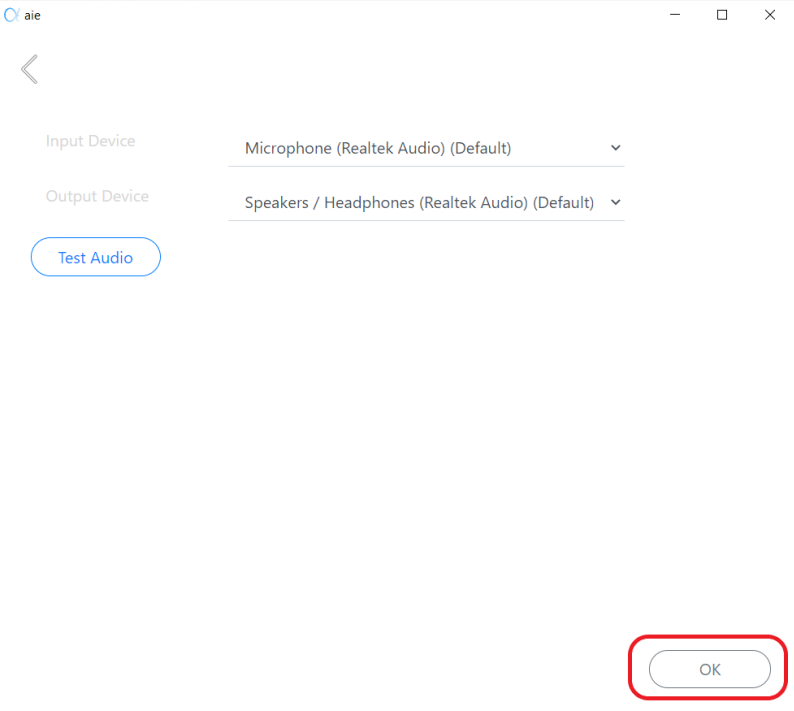 aie
Input Device
Microphone (Realtek Audio) (Default)
Output Device
Speakers / Headphones (Realtek Audio) (Default)
Test Audio
OK